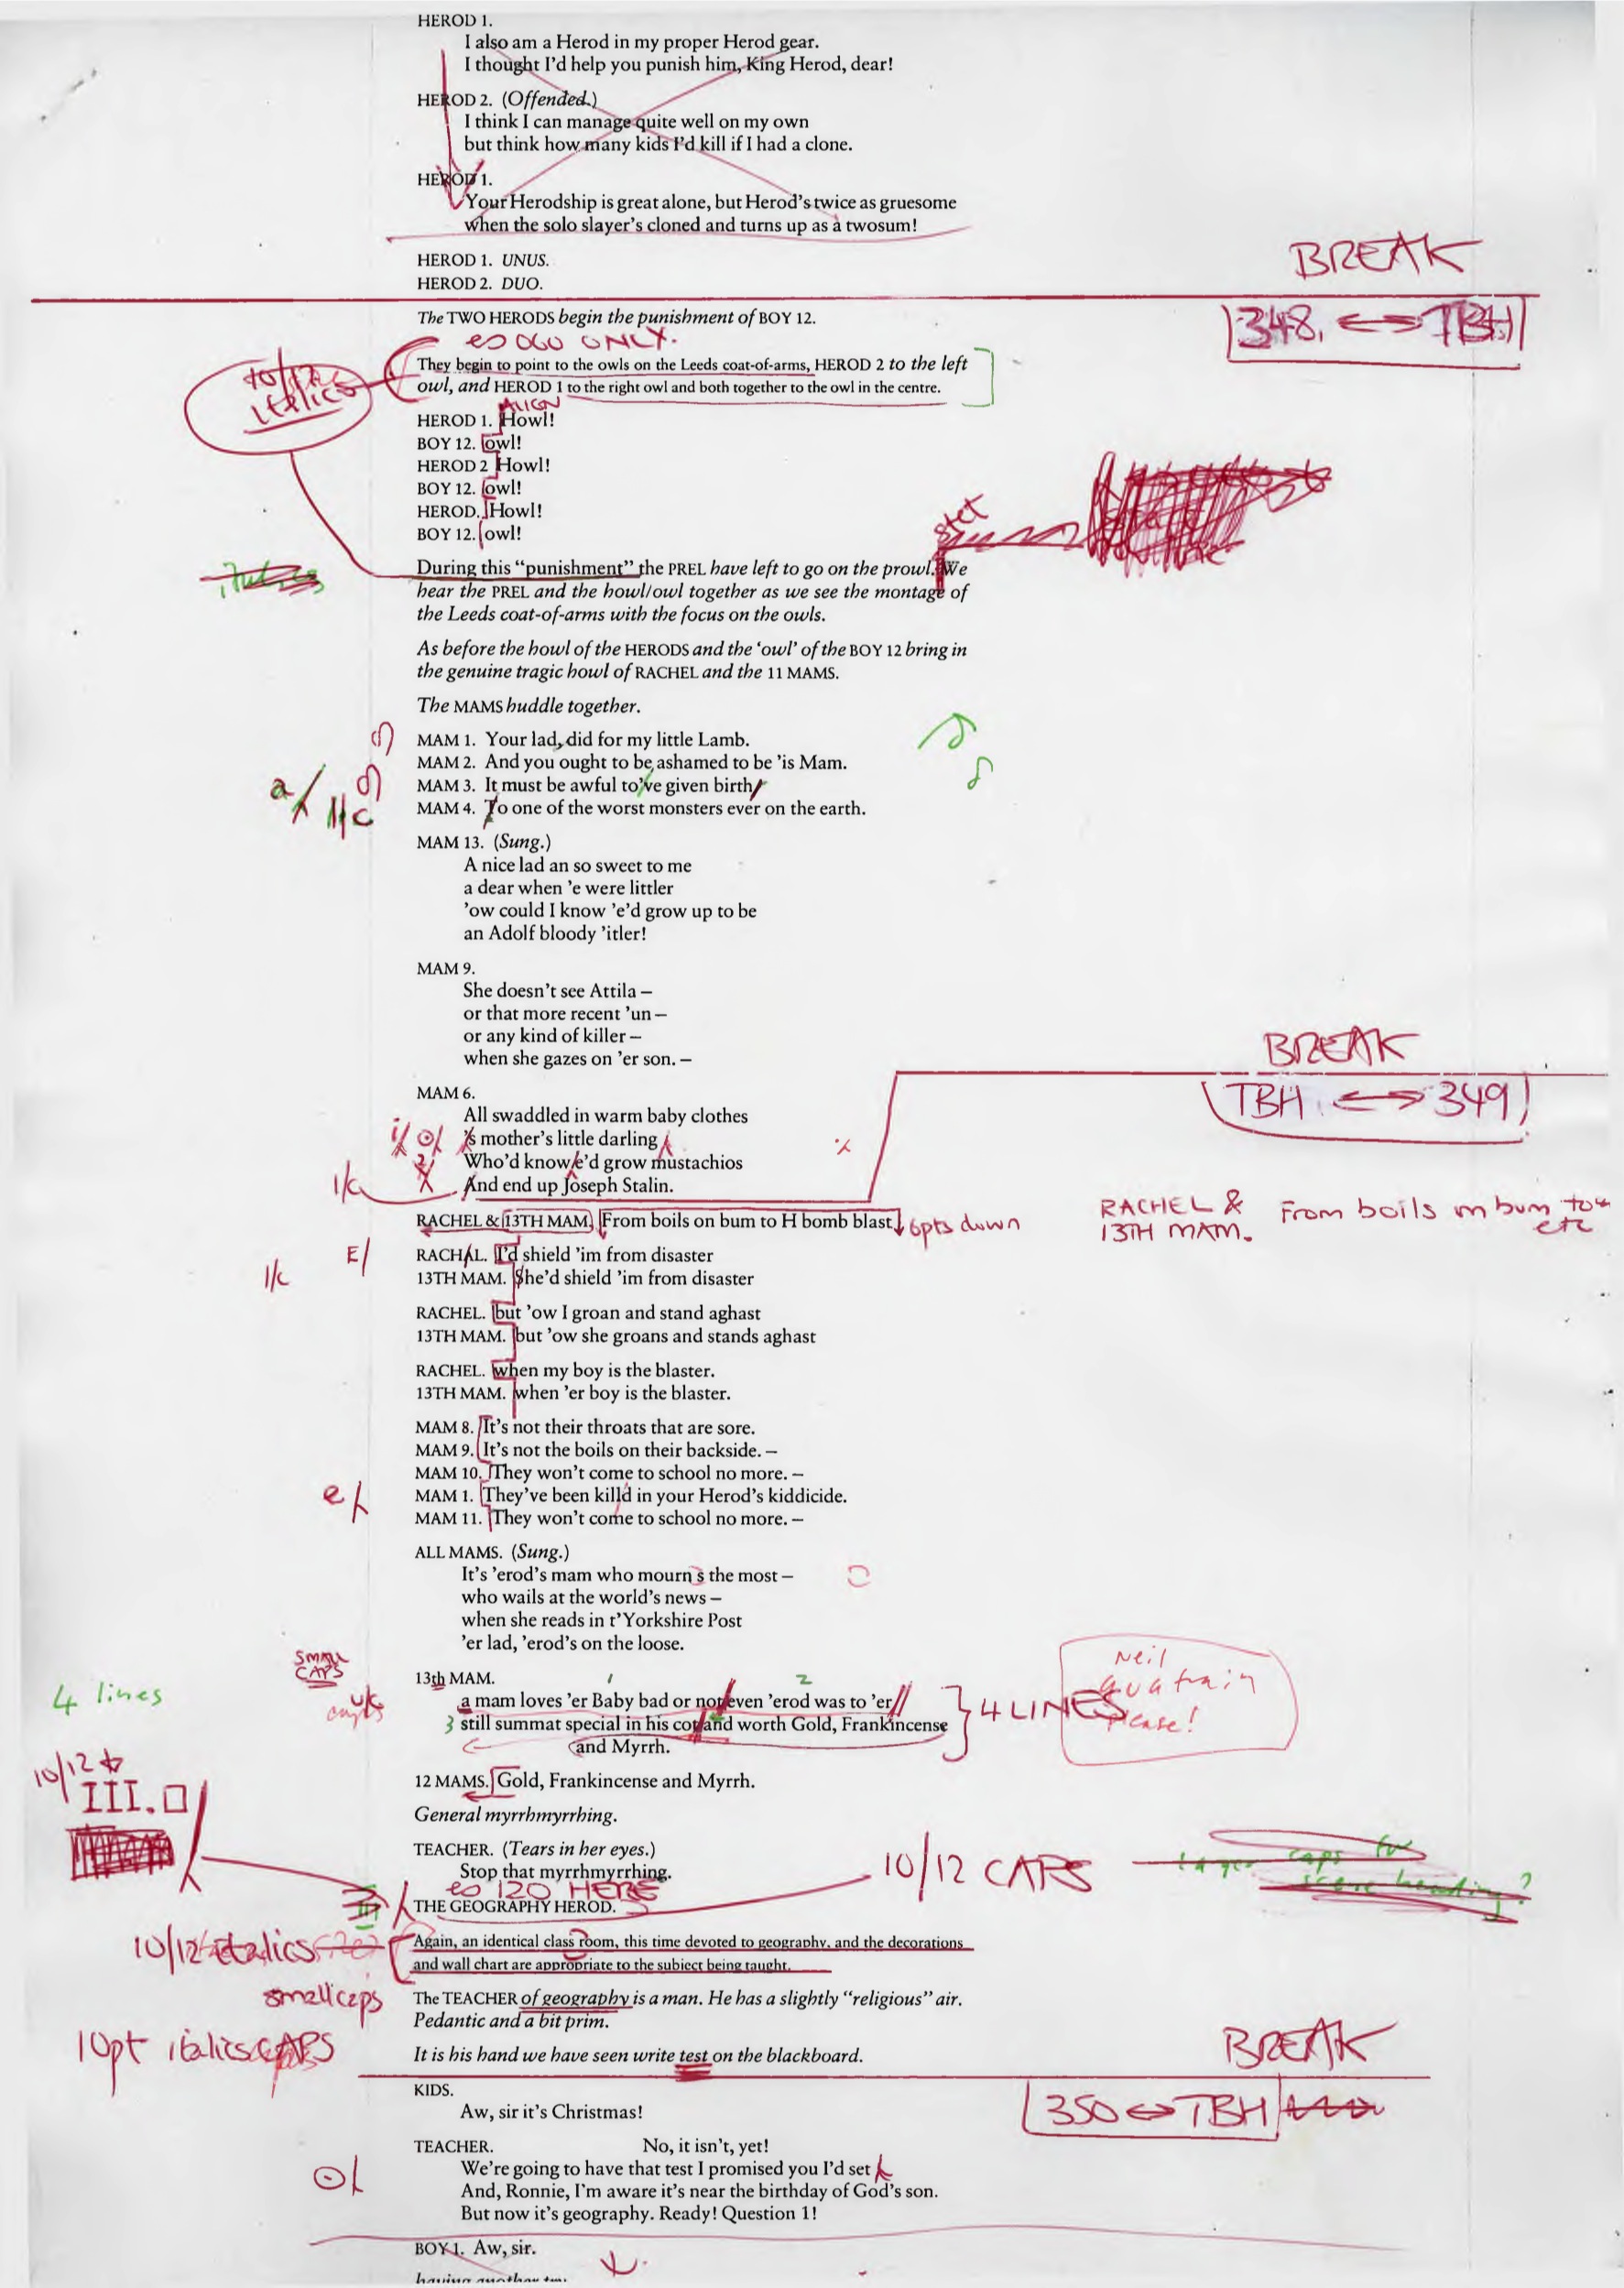 HEROD 1.
I also am a Herod in my proper Herod gear.
I thought I'd help you punish him, King Herod, dear!
HEROD 2. (Offended.)
I think I can manage quite well on my own
but think how many kids I'd kill if I had a clone.
HEROD 1.
Your Herodship is great alone, but Herod's twice as gruesome
when the solo slayer's cloned and turns up as a twosum!
HEROD 1. UNUS.
BREAK
HEROD 2. DUO.
The TWO HERODS begin the punishment of BOY 12.
348. ↔ TBH
ONLY.
They begin to point to the owls on the Leeds coat-of-arms, HEROD 2 to the left
10/12 italics
owl, and HEROD 1 to the right owl and both together to the owl in the centre.
ALIGN
HEROD 1. Howl!
BOY 12. owl!
HEROD 2 Howl!
BOY 12. owl!
HEROD. Howl!
BOY 12. owl!
stet
During this “punishment” the PREL have left to go on the prowl. We
italics
hear the PREL and the howl/owl together as we see the montage of
the Leeds coat-of-arms with the focus on the owls.
As before the howl of the HERODS and the ‘owl’ of the BOY 12 bring in
the genuine tragic howl of RACHEL and the 11 MAMS.
The MAMS huddle together.
MAM 1. Your lad, did for my little Lamb.
MAM 2. And you ought to be, ashamed to be 'is Mam.
a/ MAM 3. It must be awful to've given birth
l/c MAM 4. To one of the worst monsters ever on the earth.
MAM 13. (Sung.)
A nice lad an so sweet to me
a dear when 'e were littler
'ow could I know 'e'd grow up to be
an Adolf bloody 'itler!
MAM 9.
She doesn't see Attila –
or that more recent 'un –
or any kind of killer –
when she gazes on 'er son. –
BREAK
MAM 6.
TBH ↔ 349
All swaddled in warm baby clothes
i/ 's mother's little darling
Who'd know e'd grow mustachios
l/c And end up Joseph Stalin.
RACHEL & 13TH MAM. From boils on bum to H bomb blast 6pts down
RACHEL & From boils on bum to
13TH MAM. etc
E/ RACHAL. I'd shield 'im from disaster
l/c 13TH MAM. She'd shield 'im from disaster
RACHEL. but 'ow I groan and stand aghast
13TH MAM. but 'ow she groans and stands aghast
RACHEL. when my boy is the blaster.
13TH MAM. when 'er boy is the blaster.
MAM 8. It's not their throats that are sore.
MAM 9. It's not the boils on their backside. –
MAM 10. They won't come to school no more. –
e/ MAM 1. They've been killd in your Herod's kiddicide.
MAM 11. They won't come to school no more. –
ALL MAMS. (Sung.)
It's 'erod's mam who mourn s the most –
who wails at the world's news –
when she reads in t'Yorkshire Post
'er lad, 'erod's on the loose.
SMALL CAPS
13th MAM.
1 2
4 lines
u/c a mam loves 'er Baby bad or not even 'erod was to 'er
3 still summat special in his cot and worth Gold, Frankincense
and Myrrh.
4 LINES
Neil
quatrain
please!
12 MAMS. Gold, Frankincense and Myrrh.
10/12
III.
General myrrhmyrrhing.
TEACHER. (Tears in her eyes.)
Stop that myrrhmyrrhing.
10/12 CAPS
larger caps for
scene heading?
120 HERE
THE GEOGRAPHY HEROD.
10/12 italics
Again, an identical class room, this time devoted to geography, and the decorations
and wall chart are appropriate to the subject being taught.
small caps
The TEACHER of geography is a man. He has a slightly “religious” air.
Pedantic and a bit prim.
10pt italics CAPS
It is his hand we have seen write test on the blackboard.
BREAK
KIDS.
350 ↔ TBH
Aw, sir it's Christmas!
TEACHER. No, it isn't, yet!
We're going to have that test I promised you I'd set
And, Ronnie, I'm aware it's near the birthday of God's son.
But now it's geography. Ready! Question 1!
BOY 1. Aw, sir.